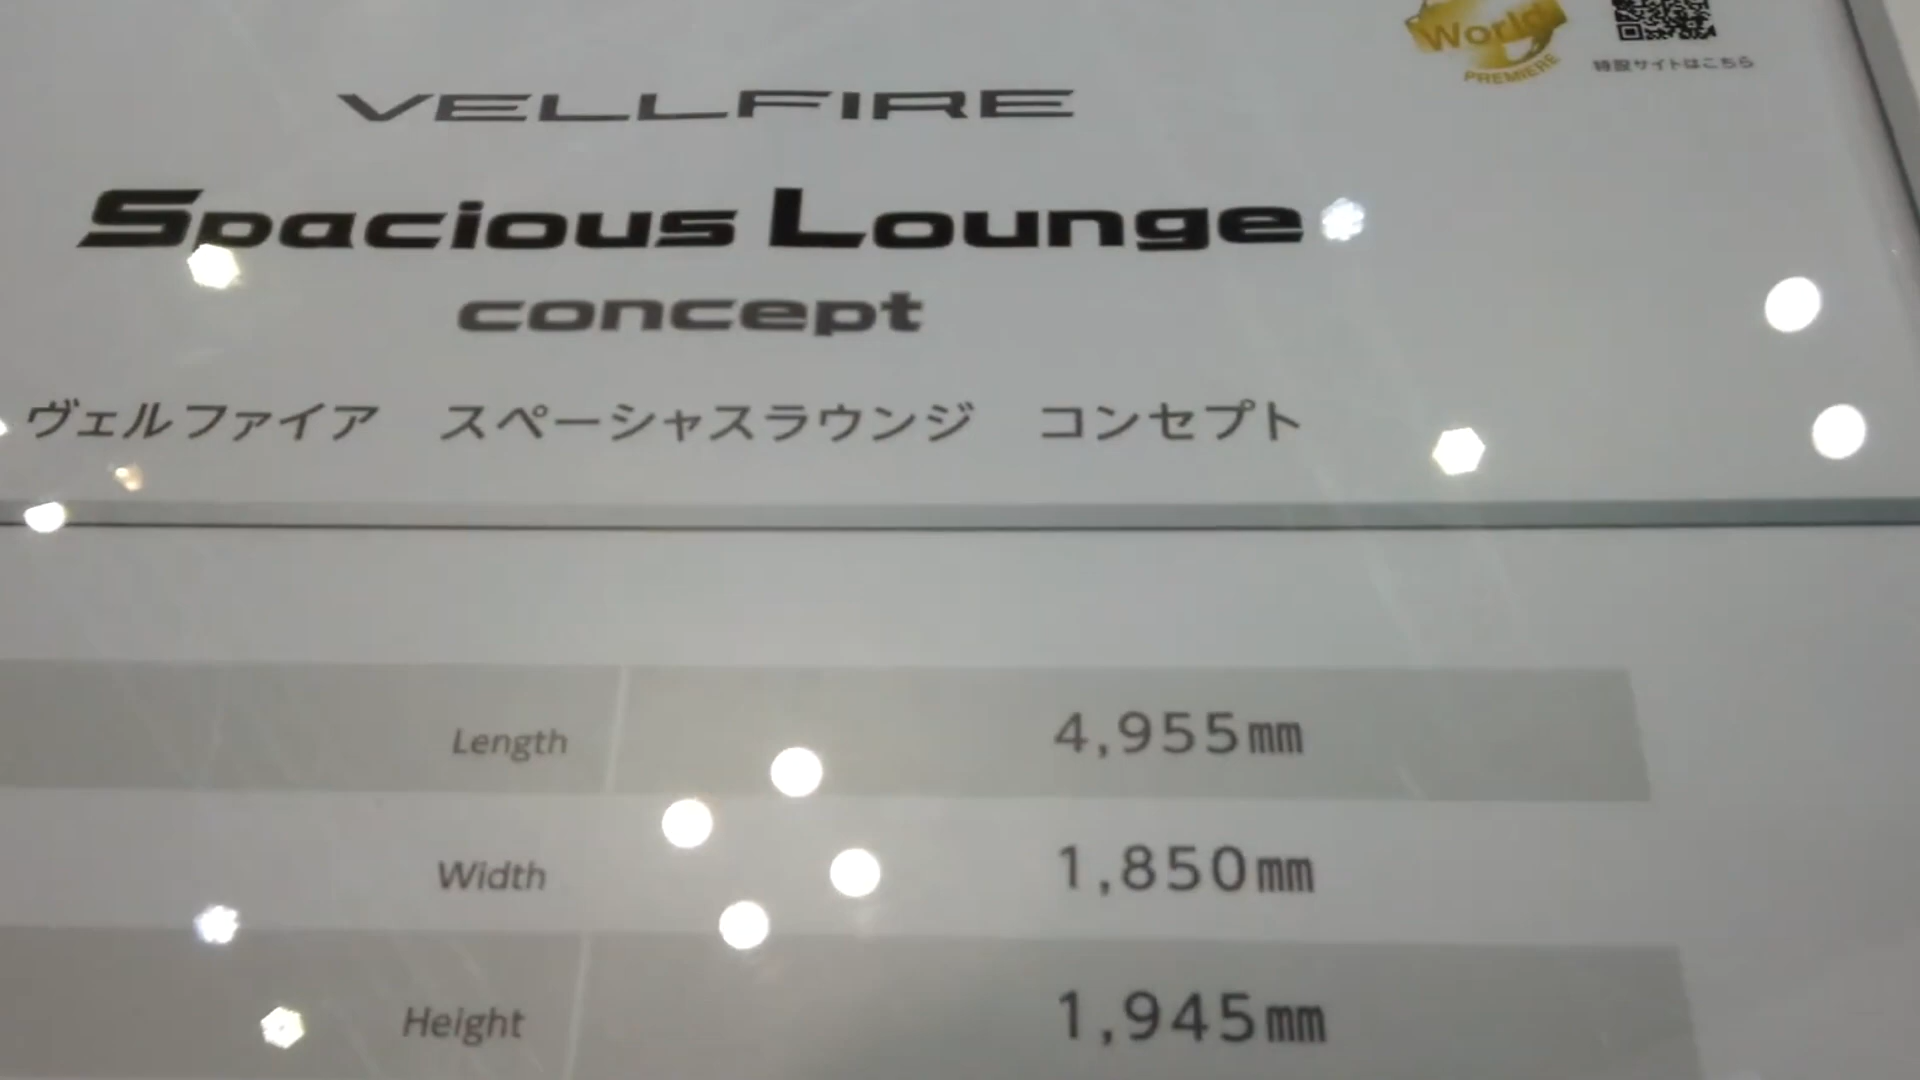 World
PREMIERE
特設サイトはこちら
VELLFIRE
Spacious Lounge
concept
ヴェルファイア スペーシャスラウンジ コンセプト
Length 4,955㎜
Width 1,850㎜
Height 1,945㎜